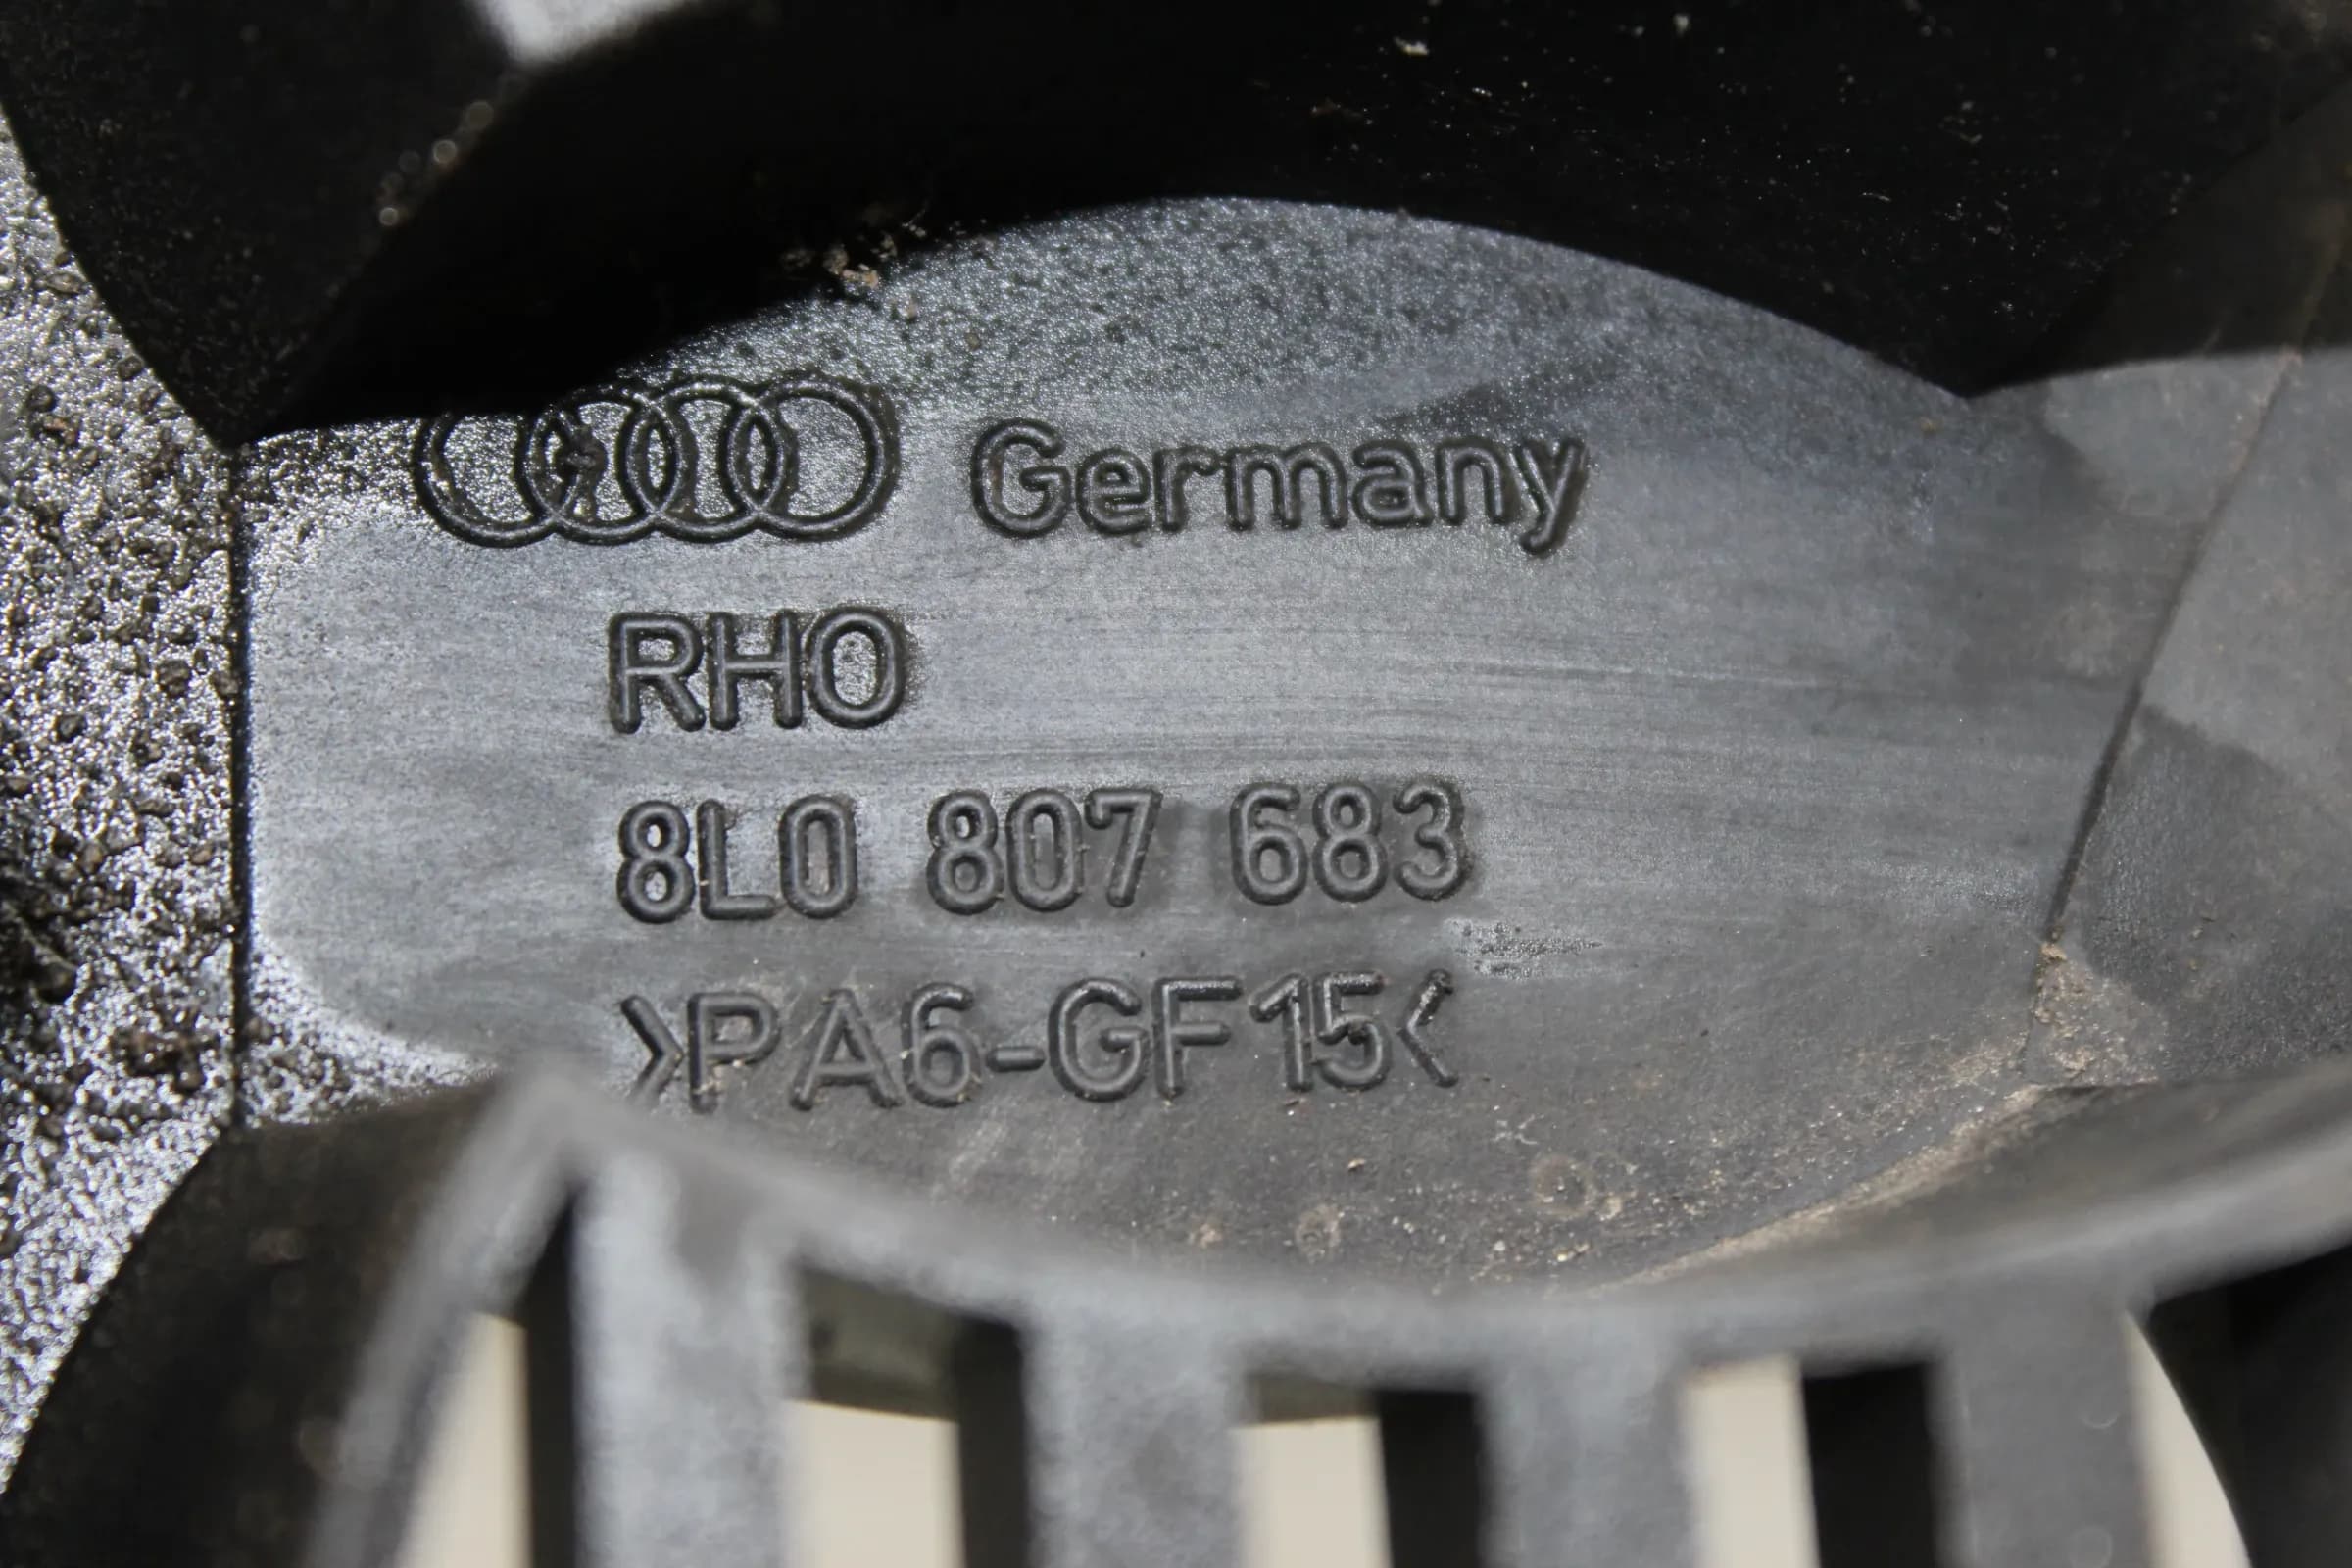 Germany
RHO
8L0 807 683
>PA6-GF15<